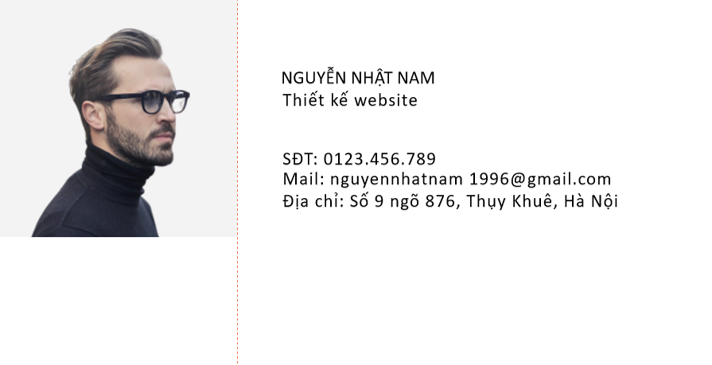 NGUYỄN NHẬT NAM
Thiết kế website
SĐT: 0123.456.789
Mail: nguyennhatnam 1996@gmail.com
Địa chỉ: Số 9 ngõ 876, Thụy Khuê, Hà Nội